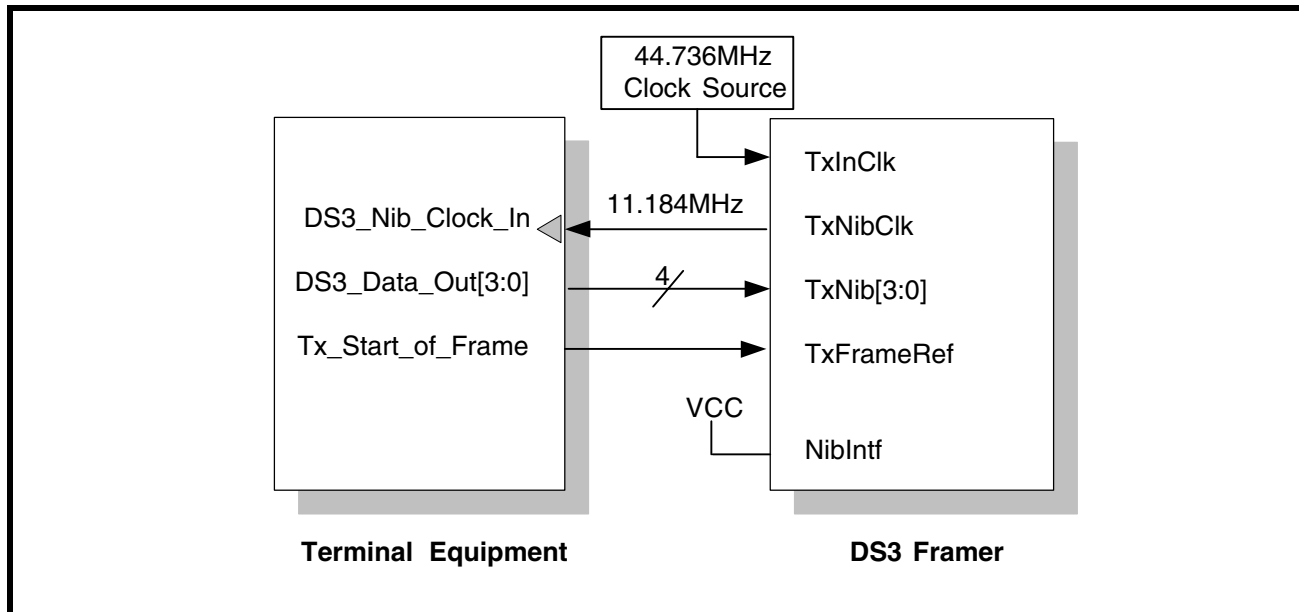 44.736MHz
Clock Source
TxInClk
DS3_Nib_Clock_In
11.184MHz
TxNibClk
DS3_Data_Out[3:0]
4
TxNib[3:0]
Tx_Start_of_Frame
TxFrameRef
VCC
NibIntf
Terminal Equipment
DS3 Framer